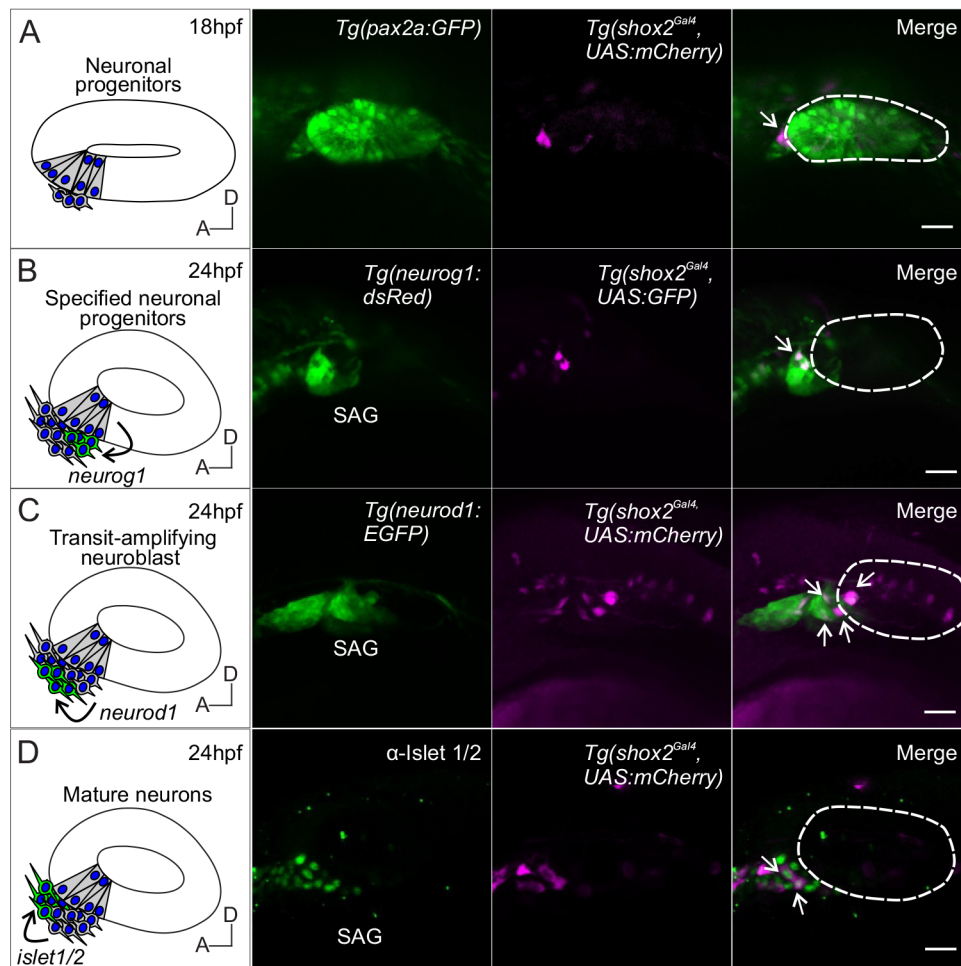 A
18hpf
Neuronal
progenitors
D
A
Tg(pax2a:GFP)
Tg(shox2Gal4,
UAS:mCherry)
Merge
B
24hpf
Specified neuronal
progenitors
D
A
neurog1
Tg(neurog1:
dsRed)
SAG
Tg(shox2Gal4,
UAS:GFP)
Merge
C
24hpf
Transit-amplifying
neuroblast
D
A
neurod1
Tg(neurod1:
EGFP)
SAG
Tg(shox2Gal4,
UAS:mCherry)
Merge
D
24hpf
Mature neurons
D
A
islet1/2
α-Islet 1/2
SAG
Tg(shox2Gal4,
UAS:mCherry)
Merge